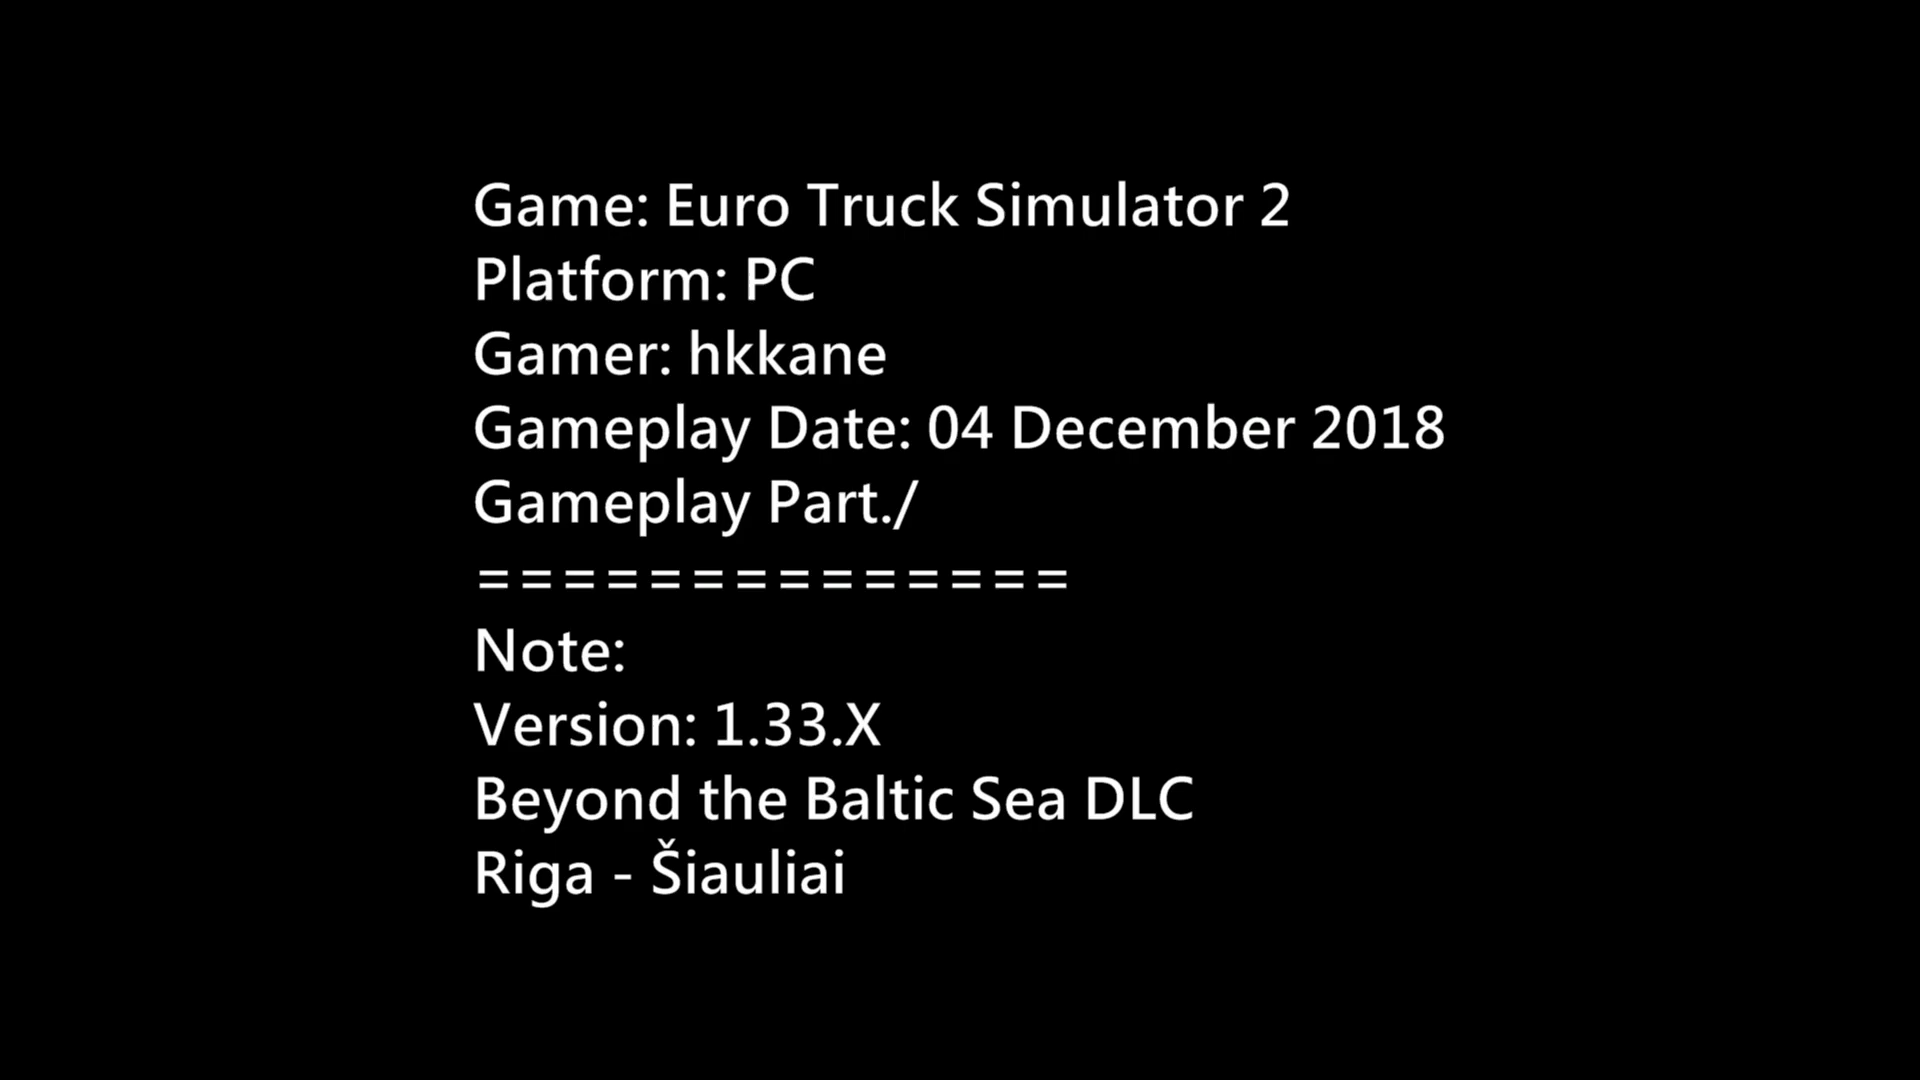 Game: Euro Truck Simulator 2
Platform: PC
Gamer: hkkane
Gameplay Date: 04 December 2018
Gameplay Part./
==============
Note:
Version: 1.33.X
Beyond the Baltic Sea DLC
Riga - Šiauliai